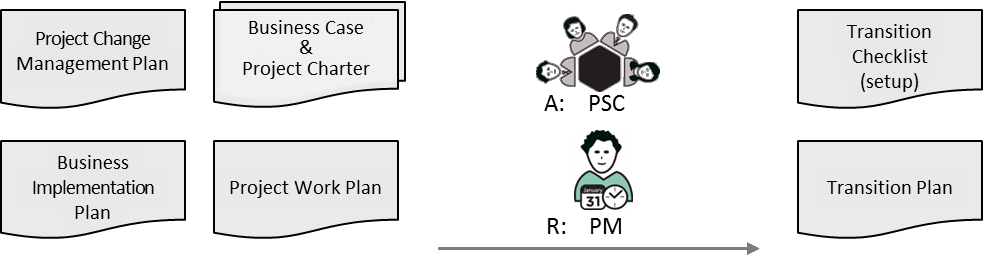 Project Change
Management Plan
Business Case
&
Project Charter
A: PSC
Transition
Checklist
(setup)
Business
Implementation
Plan
Project Work Plan
January
31
R: PM
Transition Plan